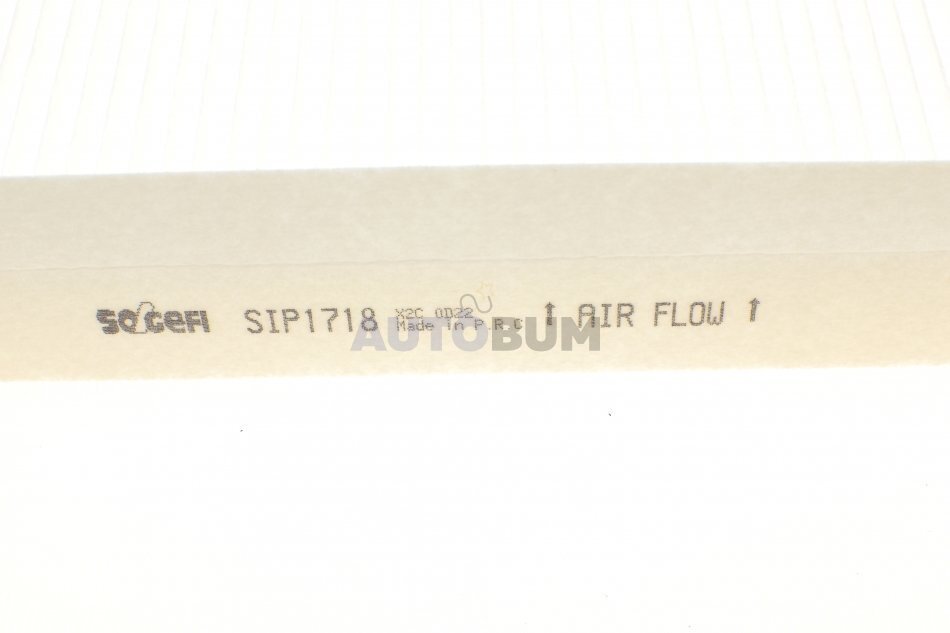 SOGEFI SIP1718 X2C 0D22 ↑ AIR FLOW ↑
Made in P.R.C
AUTOBUM